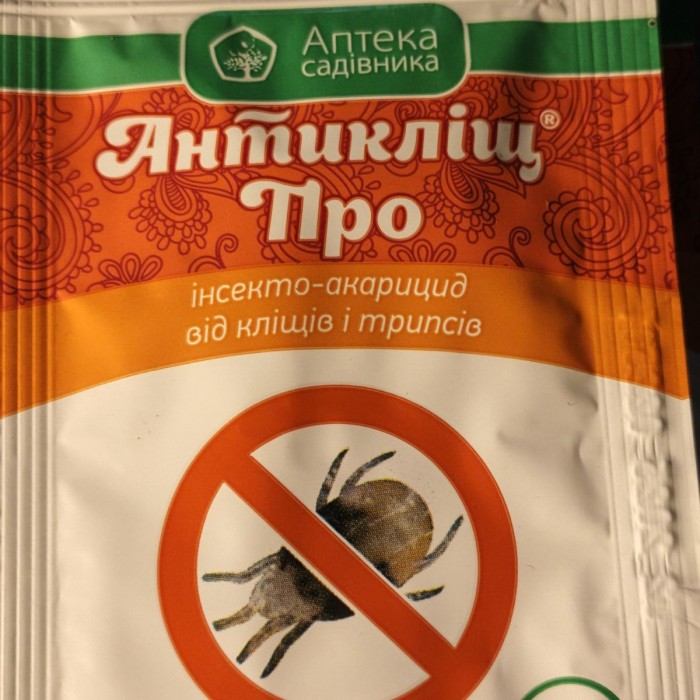 Аптека
садівника
Антикліщ®
Про
інсекто-акарицид
від кліщів і трипсів